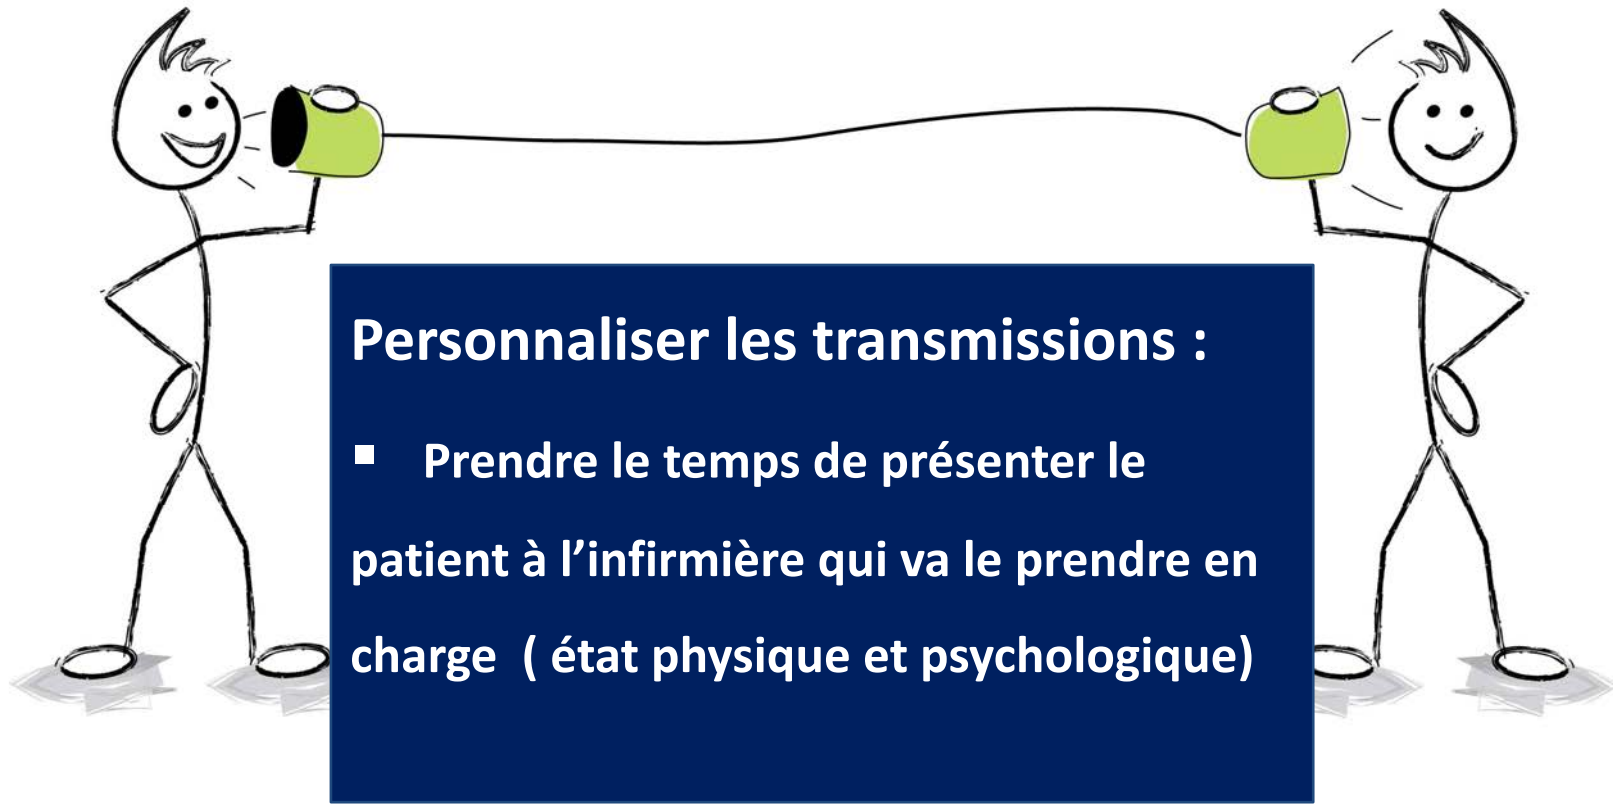 Personnaliser les transmissions :
▪ Prendre le temps de présenter le
patient à l’infirmière qui va le prendre en
charge ( état physique et psychologique)